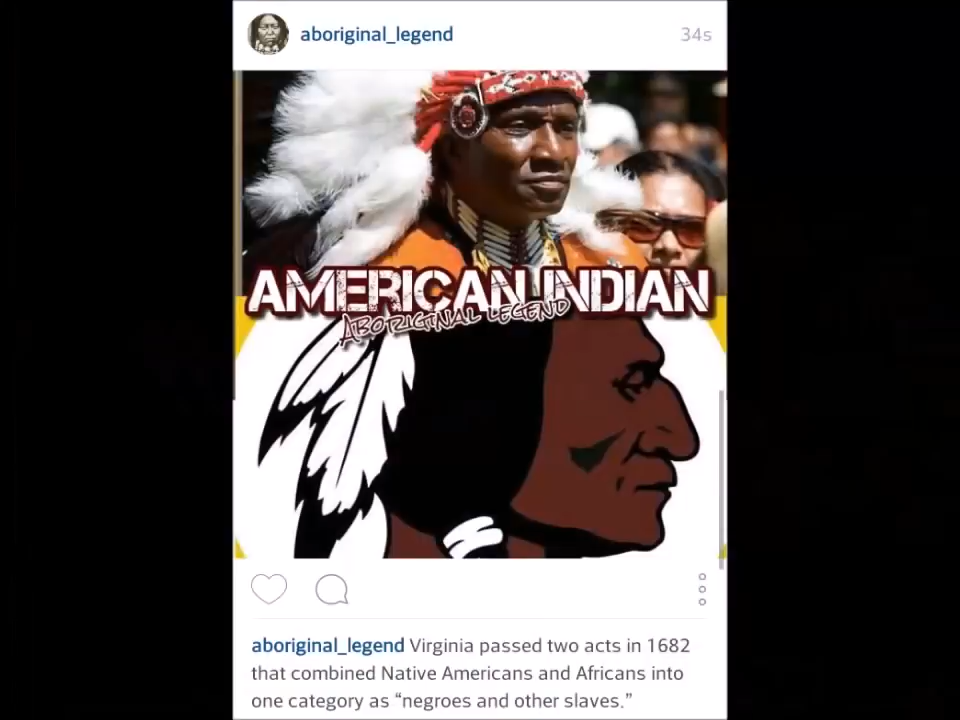 aboriginal_legend
34s
AMERICAN INDIAN
ABORIGINAL LEGEND
aboriginal_legend Virginia passed two acts in 1682
that combined Native Americans and Africans into
one category as “negroes and other slaves.”